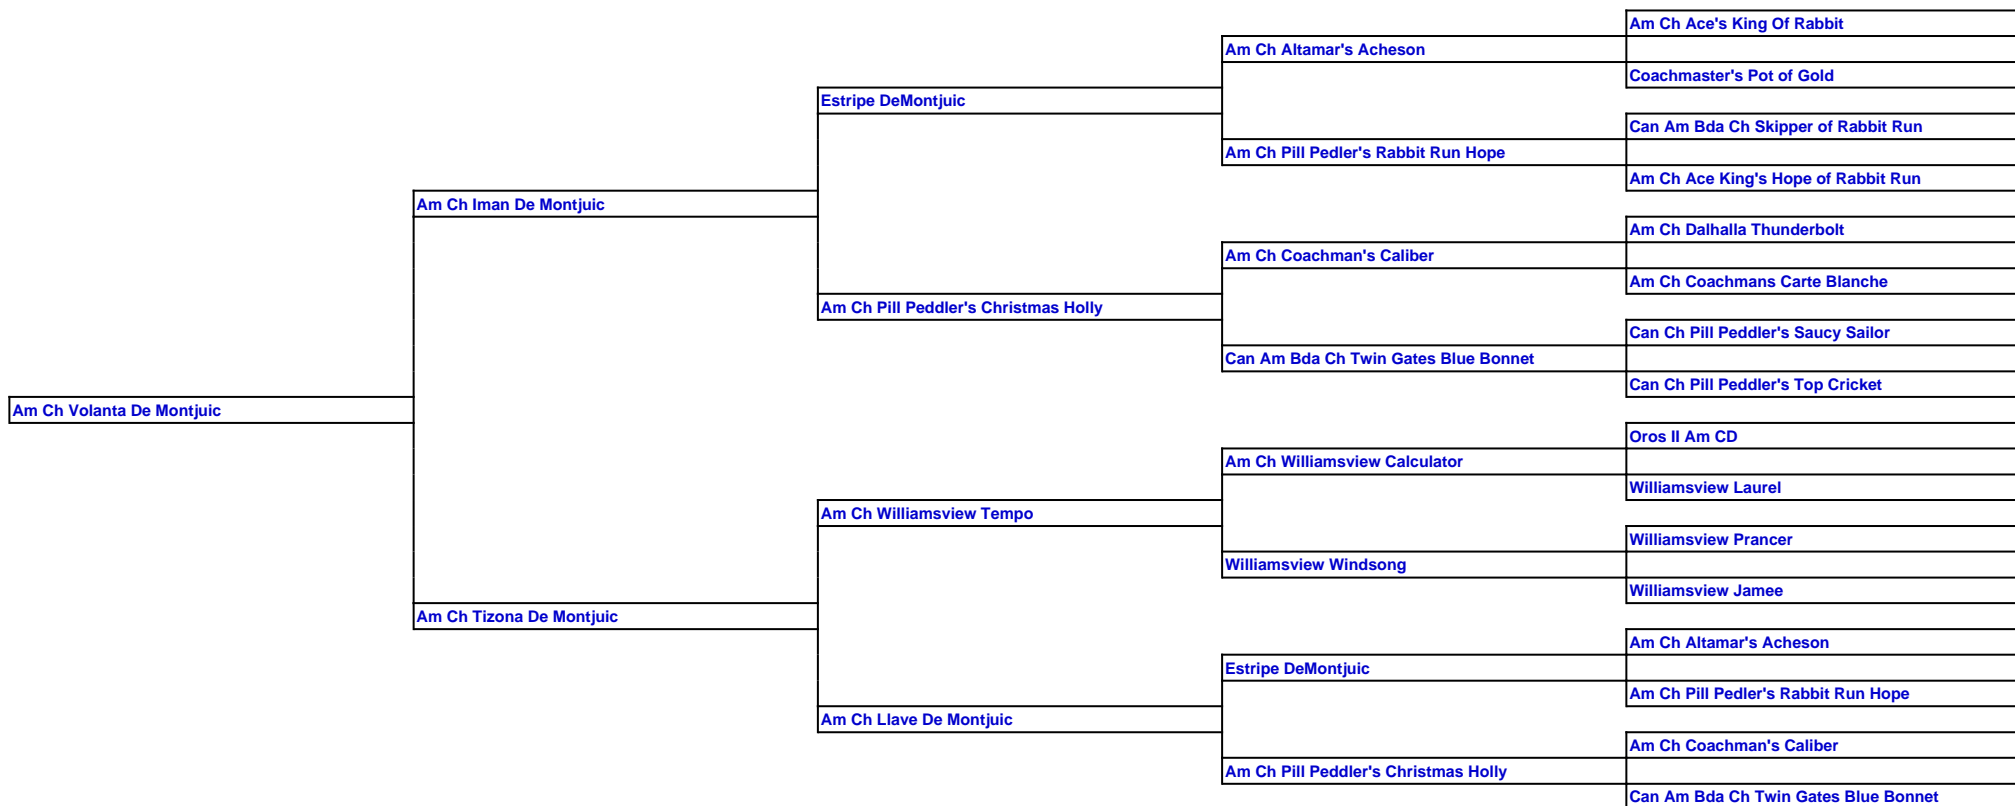 Am Ch Ace's King Of Rabbit
Am Ch Altamar's Acheson
Coachmaster's Pot of Gold
Estripe DeMontjuic
Can Am Bda Ch Skipper of Rabbit Run
Am Ch Pill Pedler's Rabbit Run Hope
Am Ch Ace King's Hope of Rabbit Run
Am Ch Iman De Montjuic
Am Ch Dalhalla Thunderbolt
Am Ch Coachman's Caliber
Am Ch Coachmans Carte Blanche
Am Ch Pill Peddler's Christmas Holly
Can Ch Pill Peddler's Saucy Sailor
Can Am Bda Ch Twin Gates Blue Bonnet
Can Ch Pill Peddler's Top Cricket
Am Ch Volanta De Montjuic
Oros II Am CD
Am Ch Williamsview Calculator
Williamsview Laurel
Am Ch Williamsview Tempo
Williamsview Prancer
Williamsview Windsong
Williamsview Jamee
Am Ch Tizona De Montjuic
Am Ch Altamar's Acheson
Estripe DeMontjuic
Am Ch Pill Pedler's Rabbit Run Hope
Am Ch Llave De Montjuic
Am Ch Coachman's Caliber
Am Ch Pill Peddler's Christmas Holly
Can Am Bda Ch Twin Gates Blue Bonnet